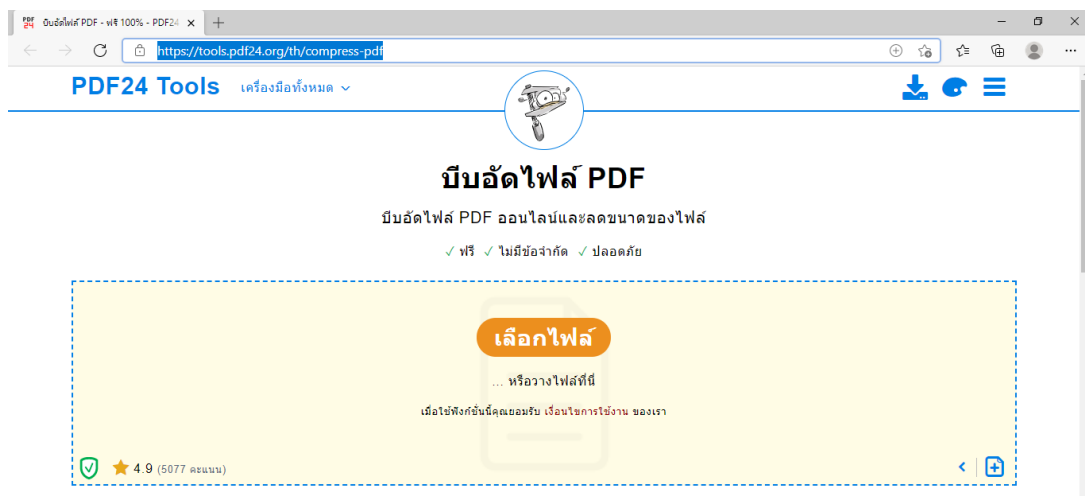 PDF24 บีบอัดไฟล์ PDF - ฟรี 100% - PDF24
https://tools.pdf24.org/th/compress-pdf
PDF24 Tools เครื่องมือทั้งหมด
บีบอัดไฟล์ PDF
บีบอัดไฟล์ PDF ออนไลน์และลดขนาดของไฟล์
✓ ฟรี ✓ ไม่มีข้อจำกัด ✓ ปลอดภัย
เลือกไฟล์
... หรือวางไฟล์ที่นี่
เมื่อใช้ฟังก์ชั่นนี้คุณยอมรับ เงื่อนไขการใช้งาน ของเรา
4.9 (5077 คะแนน)